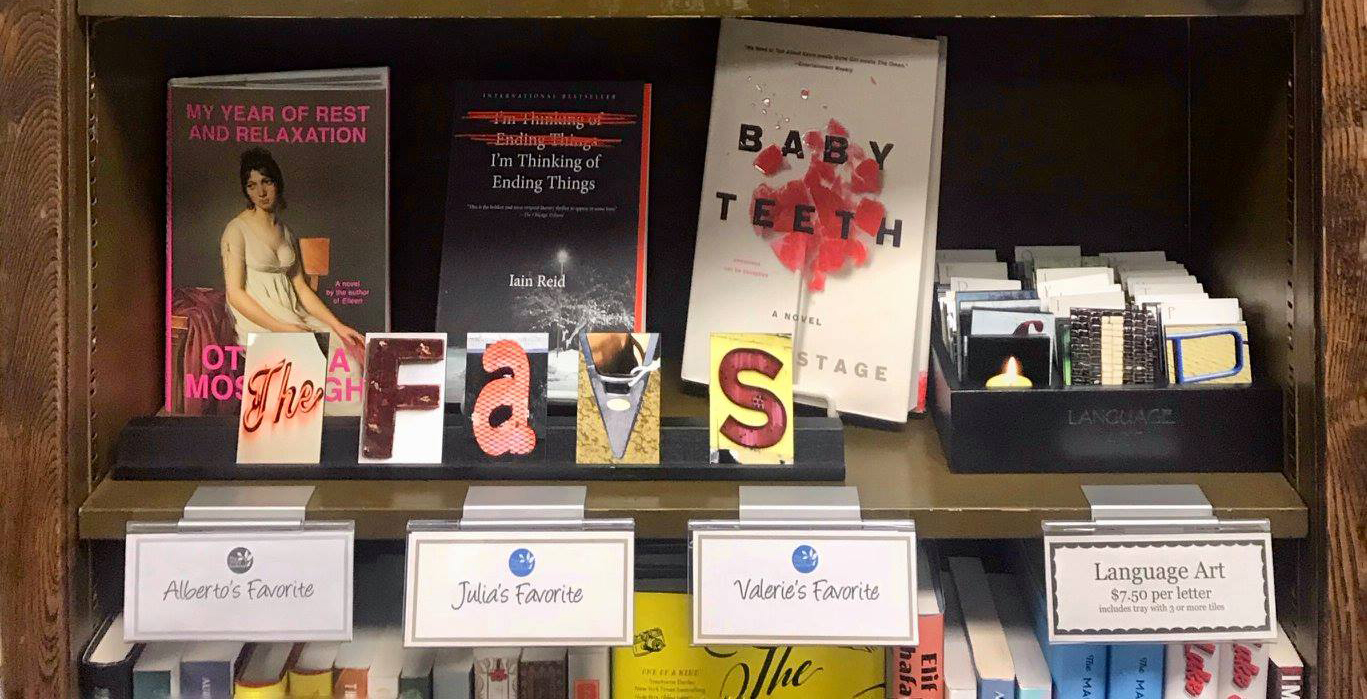 MY YEAR OF REST
AND RELAXATION
A novel
by the author
of Eileen
INTERNATIONAL BESTSELLER
I'm Thinking of
Ending Things
I'm Thinking of
Ending Things
Iain Reid
BABY
TEETH
A NOVEL
STAGE
The
F
a
V
S
D
LANGUAGE
Alberto's Favorite
Julia's Favorite
Valerie's Favorite
Language Art
$7.50 per letter
includes tray with 3 or more tiles
The
Elif